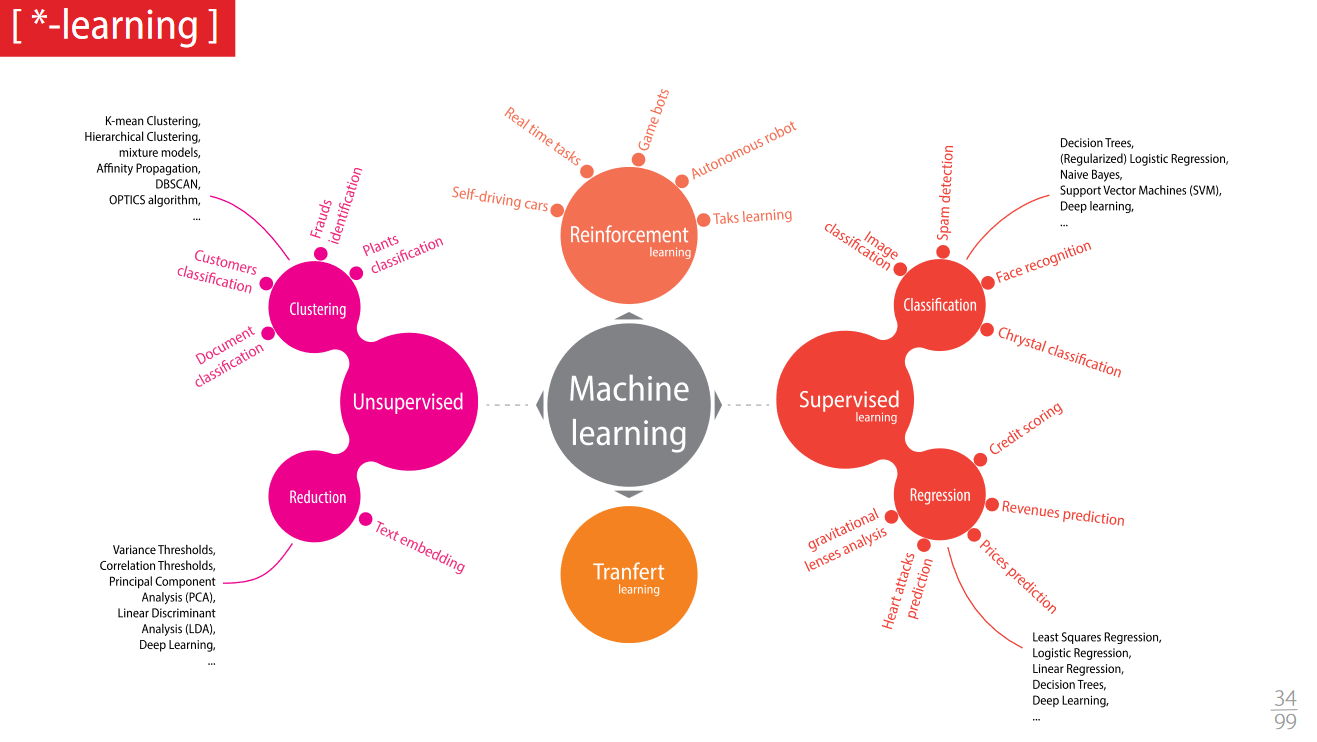 [ *-learning ]
K-mean Clustering,
Hierarchical Clustering,
mixture models,
Affinity Propagation,
DBSCAN,
OPTICS algorithm,
...
Frauds
identification
Plants
classification
Customers
classification
Document
classification
Clustering
Unsupervised
Reduction
Text embedding
Variance Thresholds,
Correlation Thresholds,
Principal Component
Analysis (PCA),
Linear Discriminant
Analysis (LDA),
Deep Learning,
...
Self-driving cars
Real time tasks
Game bots
Autonomous robot
Taks learning
Reinforcement
learning
Machine
learning
Tranfert
learning
Supervised
learning
Classification
Image
classification
Spam detection
Face recognition
Chrystal classification
Decision Trees,
(Regularized) Logistic Regression,
Naive Bayes,
Support Vector Machines (SVM),
Deep learning,
...
Regression
Credit scoring
Revenues prediction
Prices prediction
Heart attacks
prediction
gravitational
lenses analysis
Least Squares Regression,
Logistic Regression,
Linear Regression,
Decision Trees,
Deep Learning,
...
34
99